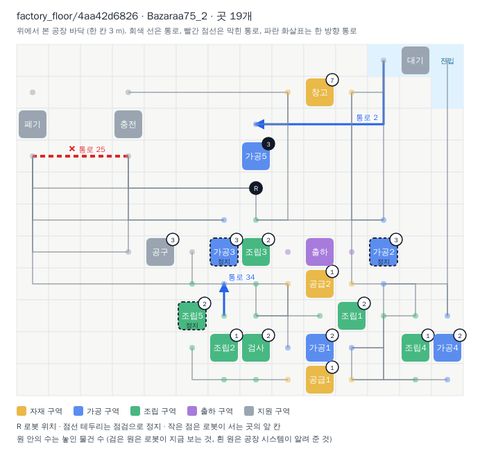 factory_floor/4aa42d6826 · Bazaraa75_2 · 곳 19개
위에서 본 공장 바닥 (한 칸 3 m). 회색 선은 통로, 빨간 점선은 막힌 통로, 파란 화살표는 한 방향 통로
대기
진입
창고 7
통로 2
폐기
충전
가공5 3
통로 25
R
공구 3
가공3 3
정지
조립3 2
출하
가공2 3
정지
공급2 1
통로 34
조립5 2
정지
조립1 2
조립2 1
검사 2
가공1 2
조립4 1
가공4 2
공급1 1
자재 구역
가공 구역
조립 구역
출하 구역
지원 구역
R 로봇 위치 · 점선 테두리는 점검으로 정지 · 작은 점은 로봇이 서는 곳의 앞 칸
원 안의 수는 놓인 물건 수 (검은 원은 로봇이 지금 보는 것, 흰 원은 공장 시스템이 알려 준 것)